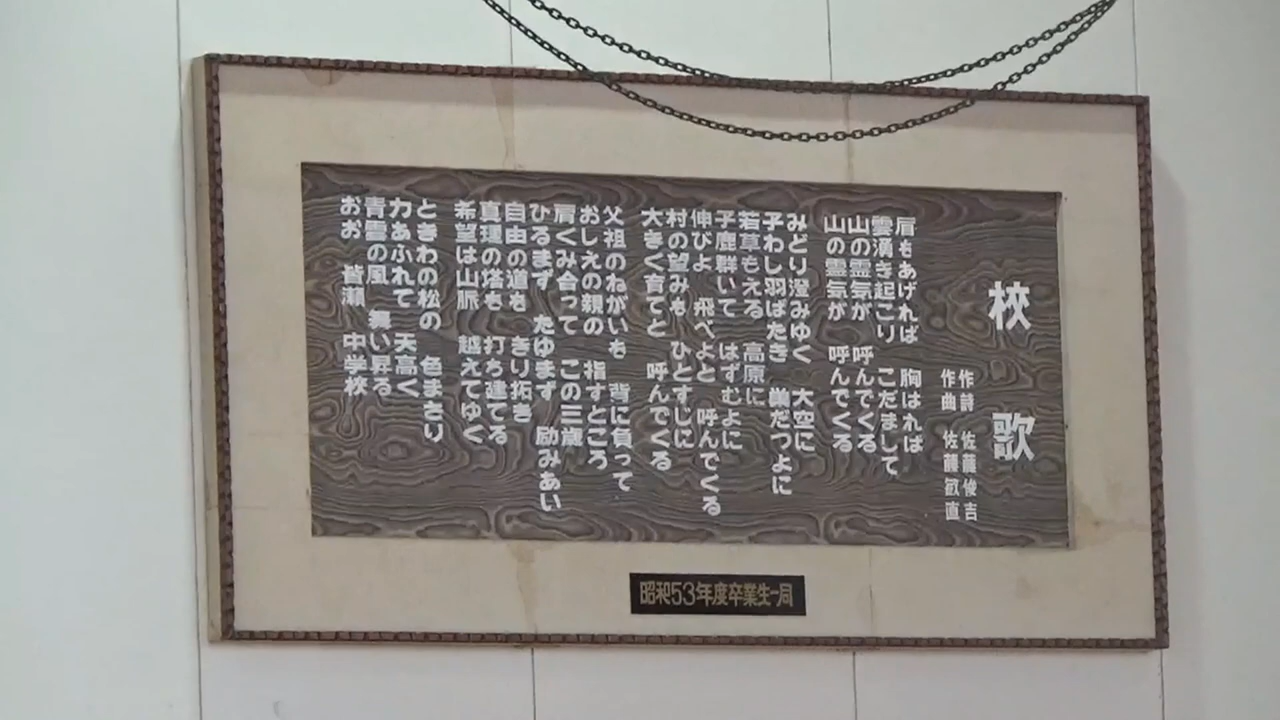 校歌
作詩 佐藤俊吉
作曲 佐藤敏直
肩をあげれば 胸はれば
雲湧き起こり こだまして
山の霊気が 呼んでくる
山の霊気が 呼んでくる
みどり澄みゆく 大空に
子わし羽ばたき 巣だつよに
若草もえる 高原に
子鹿群いて はずむよに
伸びよ 飛べよと 呼んでくる
村の望みも ひとすじに
大きく育てと 呼んでくる
父祖のねがいも 背に負って
おしえの親の 指すところ
肩くみ合って この三歳
ひるまず たゆまず 励みあい
自由の道を きり拓き
真理の塔を 打ち建てる
希望は山脈 越えてゆく
ときわの松の 色まさり
力あふれて 天高く
青雲の風 舞い昇る
おお 皆瀬 中学校
昭和53年度卒業生一同